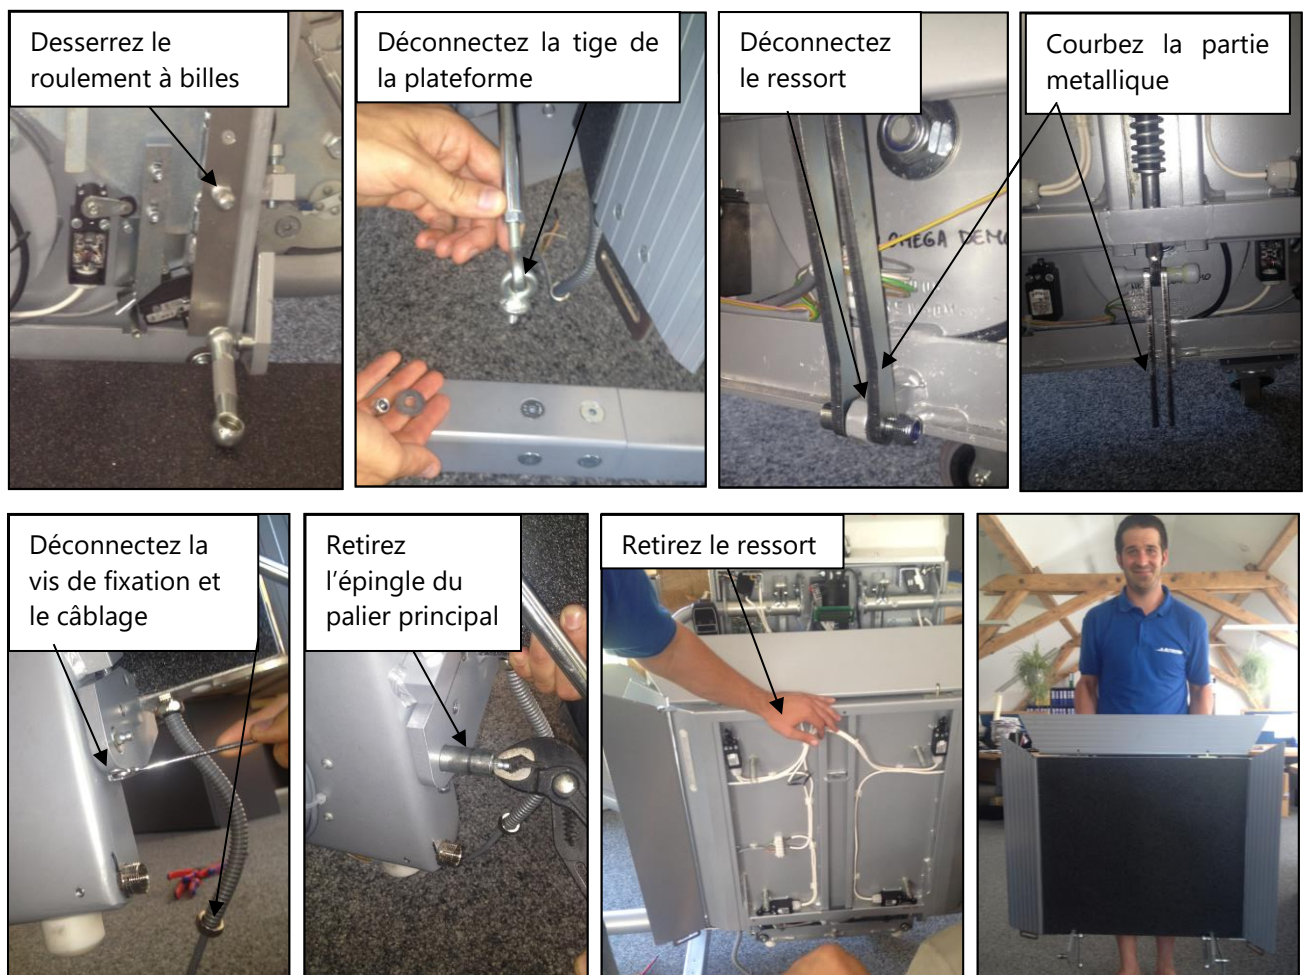 Desserrez le
roulement à billes
Déconnectez la tige de
la plateforme
Déconnectez
le ressort
Courbez la partie
metallique
OMEGA DEMO
Déconnectez la
vis de fixation et
le câblage
Retirez
l’épingle du
palier principal
Retirez le ressort